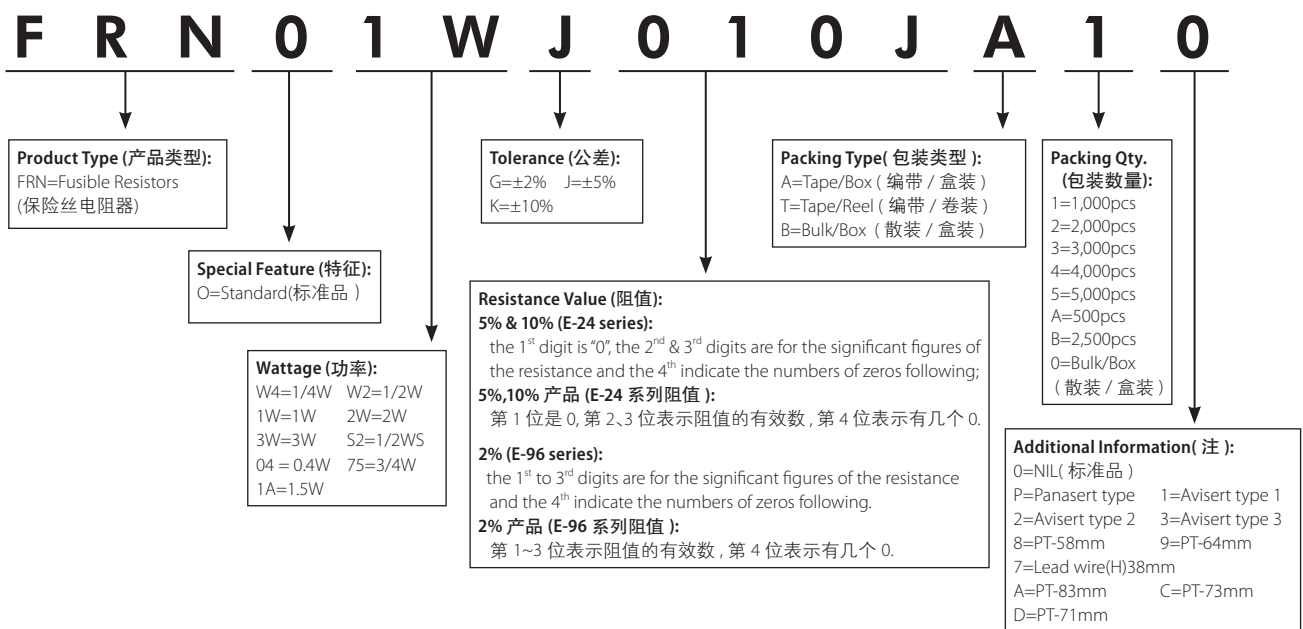 F R N 0 1 W J 0 1 0 J A 1 0
Product Type (产品类型):
FRN=Fusible Resistors
(保险丝电阻器)
Special Feature (特征):
O=Standard(标准品 )
Wattage (功率):
W4=1/4W W2=1/2W
1W=1W 2W=2W
3W=3W S2=1/2WS
04 = 0.4W 75=3/4W
1A=1.5W
Tolerance (公差):
G=±2% J=±5%
K=±10%
Resistance Value (阻值):
5% & 10% (E-24 series):
the 1st digit is "0", the 2nd & 3rd digits are for the significant figures of
the resistance and the 4th indicate the numbers of zeros following;
5%,10% 产品 (E-24 系列阻值 ):
第 1 位是 0, 第 2、3 位表示阻值的有效数 , 第 4 位表示有几个 0.
2% (E-96 series):
the 1st to 3rd digits are for the significant figures of the resistance
and the 4th indicate the numbers of zeros following.
2% 产品 (E-96 系列阻值 ):
第 1~3 位表示阻值的有效数 , 第 4 位表示有几个 0.
Packing Type( 包装类型 ):
A=Tape/Box ( 编带 / 盒装 )
T=Tape/Reel ( 编带 / 卷装 )
B=Bulk/Box ( 散装 / 盒装 )
Packing Qty.
(包装数量):
1=1,000pcs
2=2,000pcs
3=3,000pcs
4=4,000pcs
5=5,000pcs
A=500pcs
B=2,500pcs
0=Bulk/Box
( 散装 / 盒装 )
Additional Information( 注 ):
0=NIL( 标准品 )
P=Panasert type 1=Avisert type 1
2=Avisert type 2 3=Avisert type 3
8=PT-58mm 9=PT-64mm
7=Lead wire(H)38mm
A=PT-83mm C=PT-73mm
D=PT-71mm